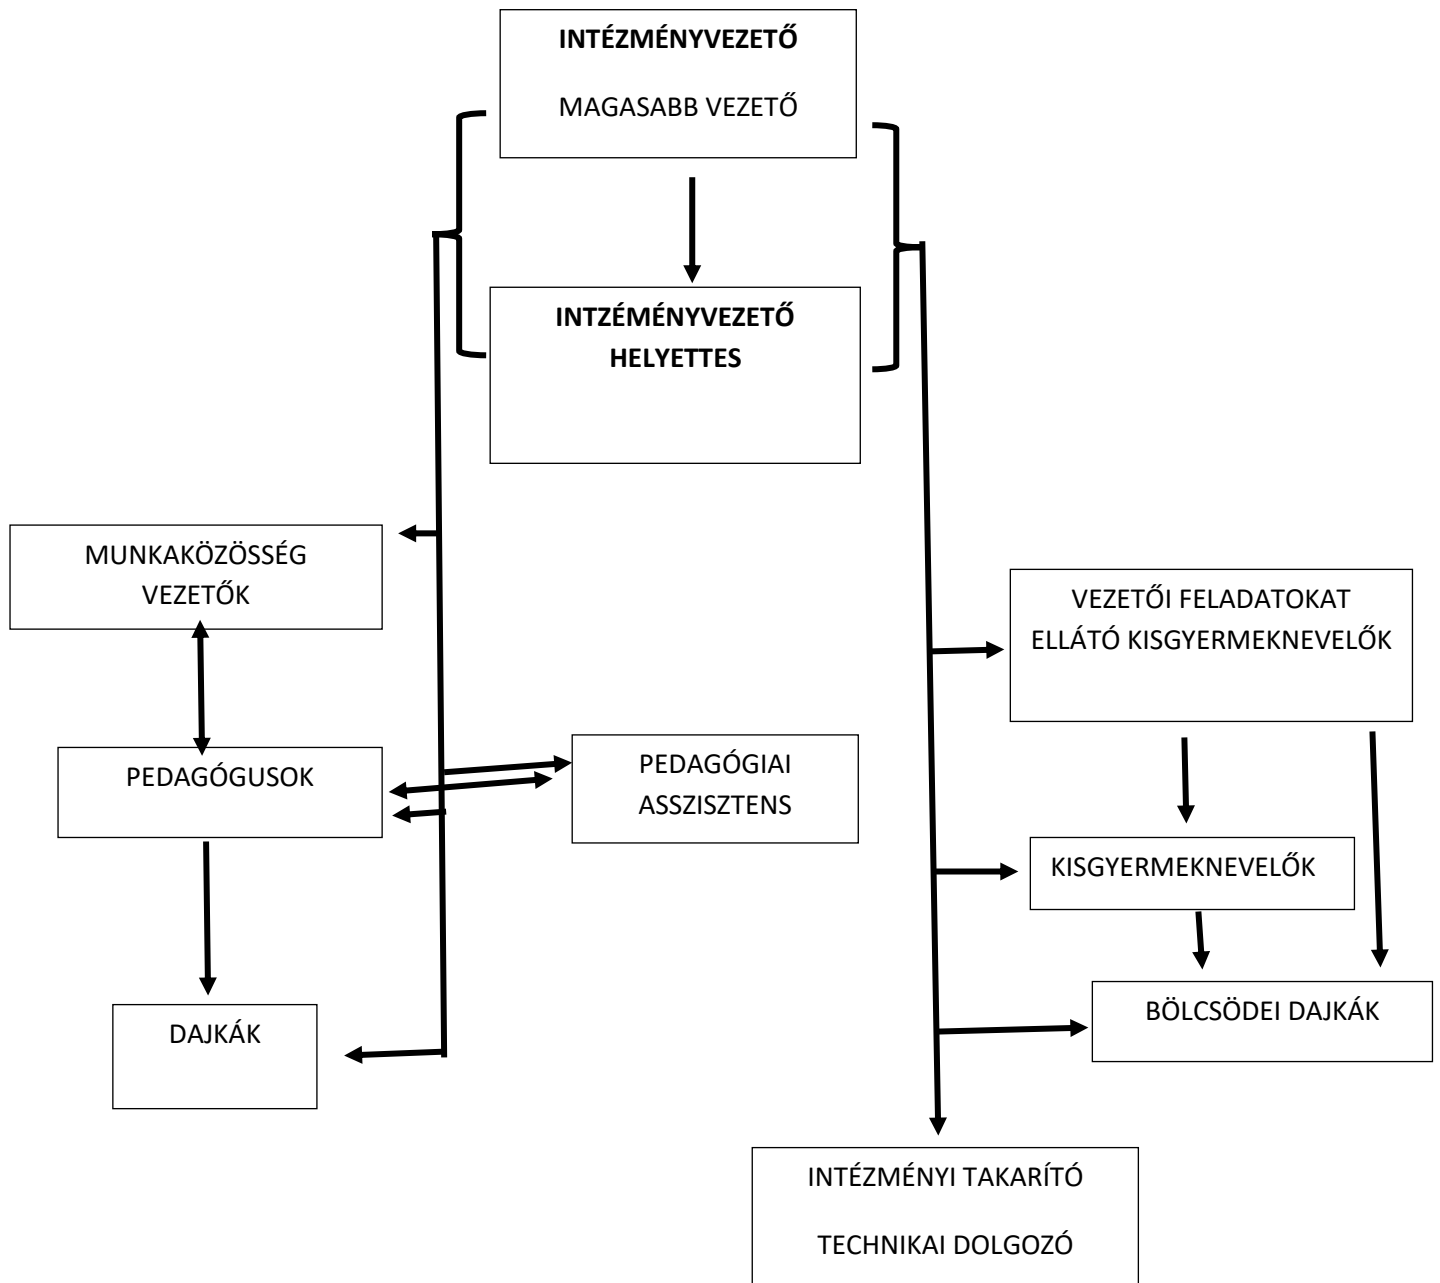 INTÉZMÉNYVEZETŐ
MAGASABB VEZETŐ
INTZÉMÉNYVEZETŐ
HELYETTES
MUNKAKÖZÖSSÉG
VEZETŐK
VEZETŐI FELADATOKAT
ELLÁTÓ KISGYERMEKNEVELŐK
PEDAGÓGUSOK
PEDAGÓGIAI
ASSZISZTENS
KISGYERMEKNEVELŐK
DAJKÁK
BÖLCSÖDEI DAJKÁK
INTÉZMÉNYI TAKARÍTÓ
TECHNIKAI DOLGOZÓ